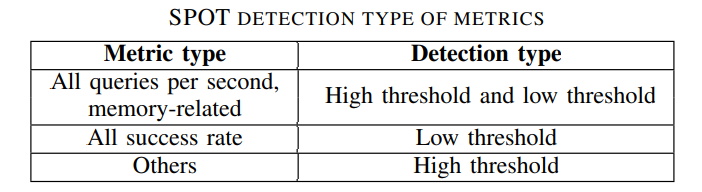 SPOT DETECTION TYPE OF METRICS
Metric type Detection type
All queries per second,
memory-related High threshold and low threshold
All success rate Low threshold
Others High threshold